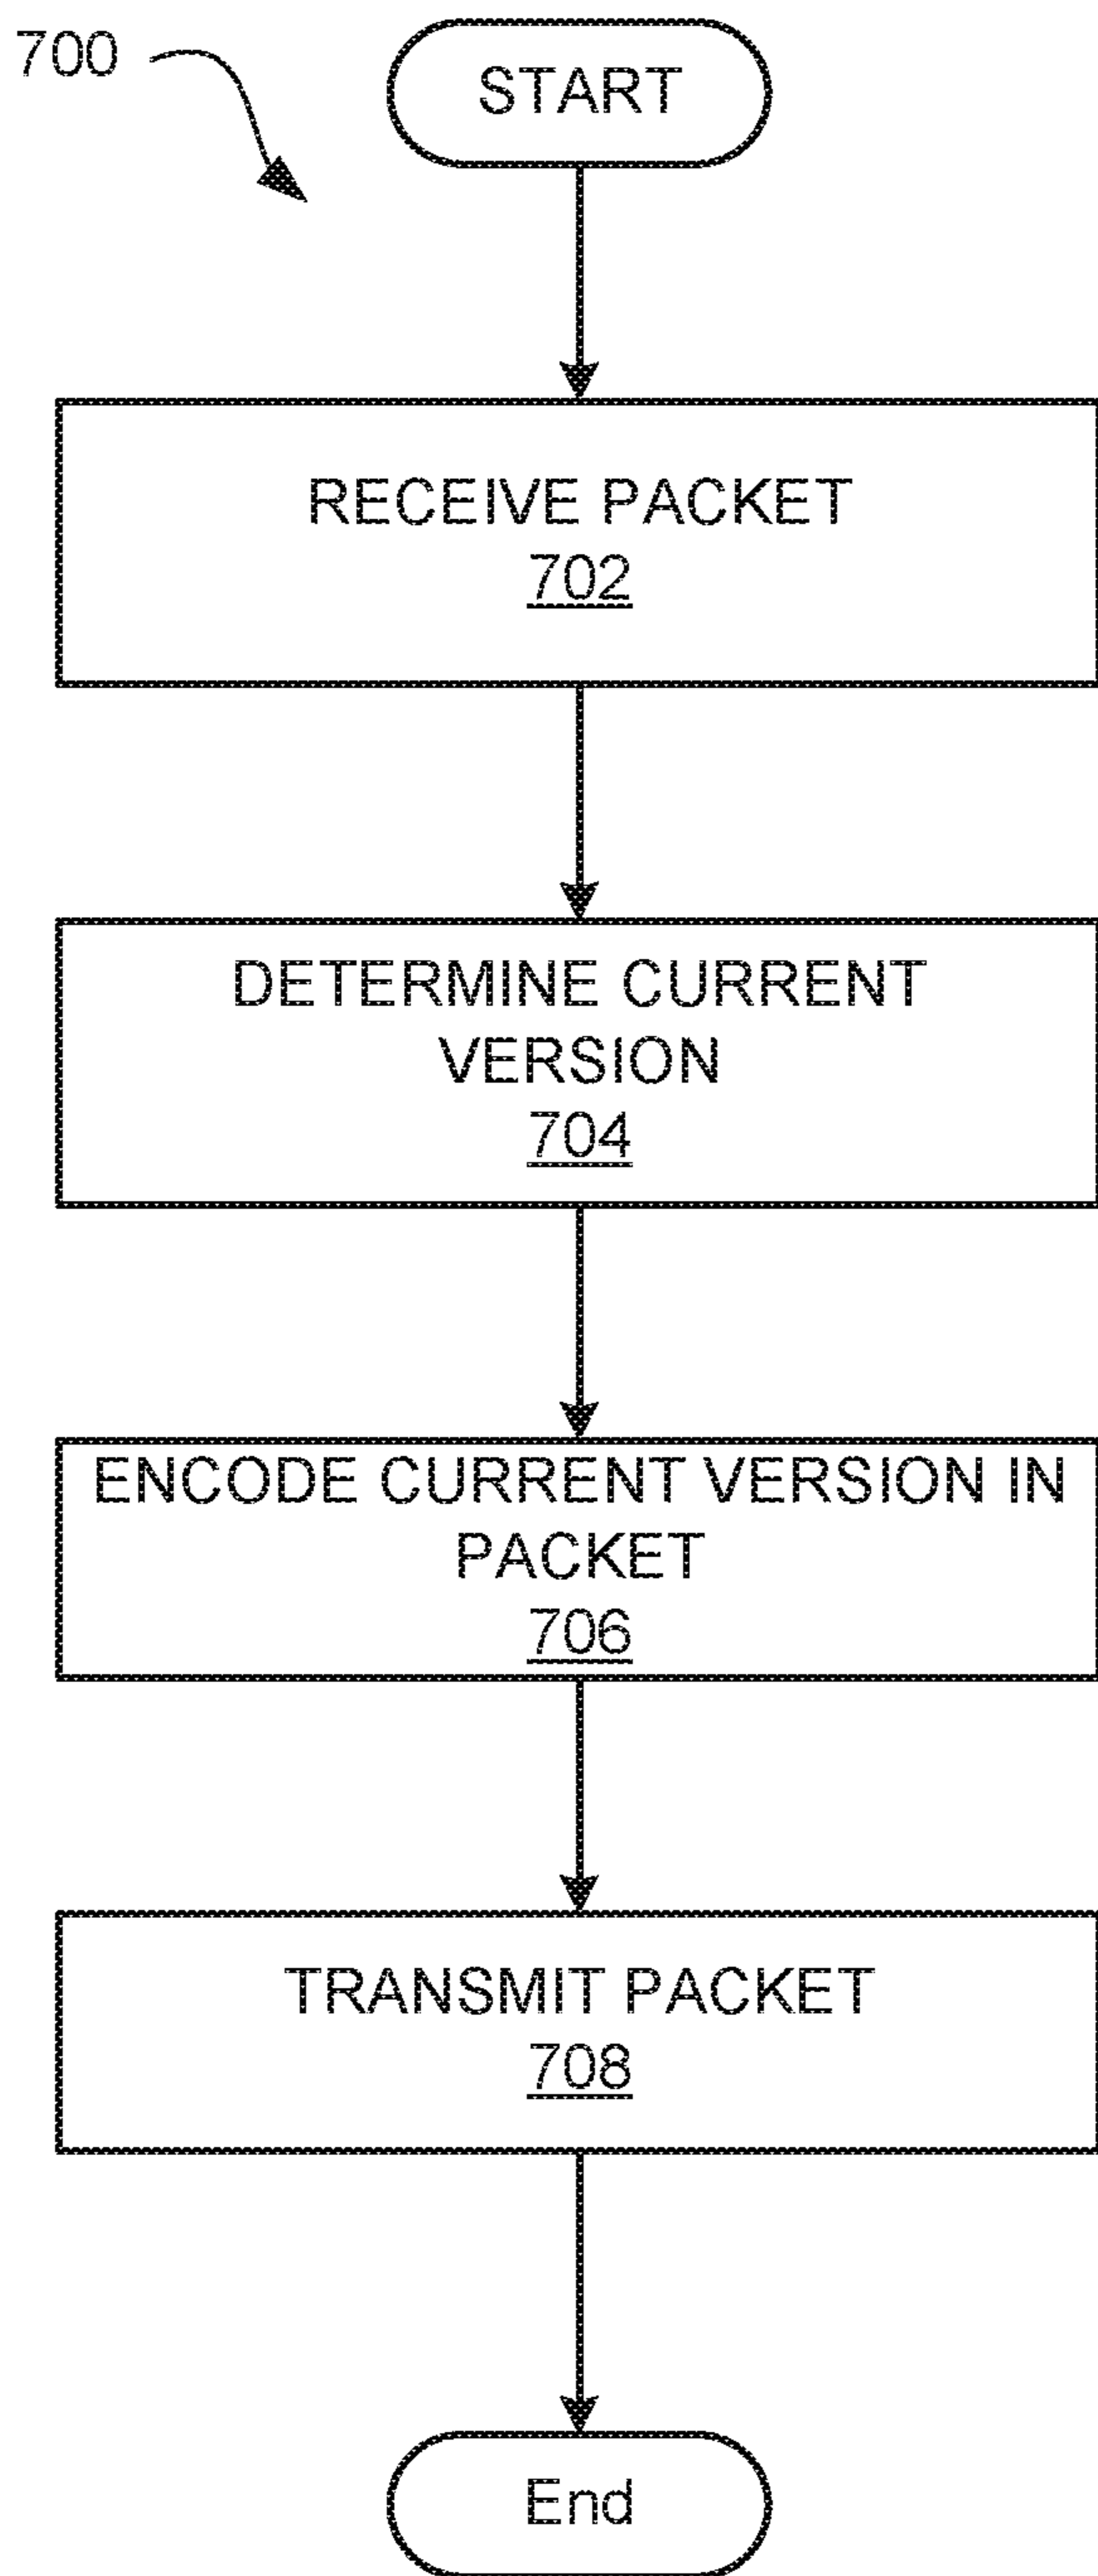 700
START
RECEIVE PACKET
702
DETERMINE CURRENT
VERSION
704
ENCODE CURRENT VERSION IN
PACKET
706
TRANSMIT PACKET
708
End